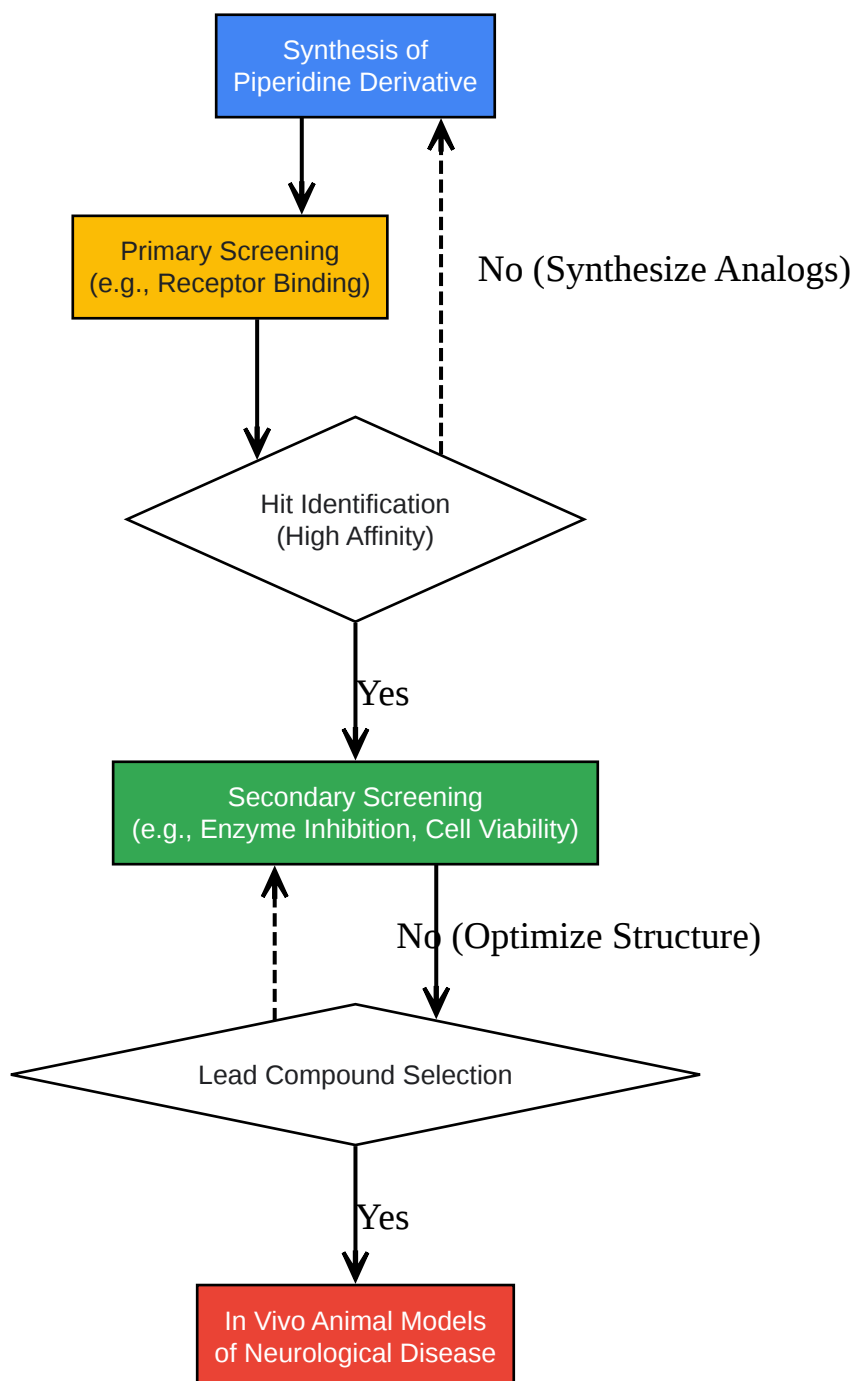 Synthesis of
Piperidine Derivative
Primary Screening
(e.g., Receptor Binding)
No (Synthesize Analogs)
Hit Identification
(High Affinity)
Yes
Secondary Screening
(e.g., Enzyme Inhibition, Cell Viability)
No (Optimize Structure)
Lead Compound Selection
Yes
In Vivo Animal Models
of Neurological Disease